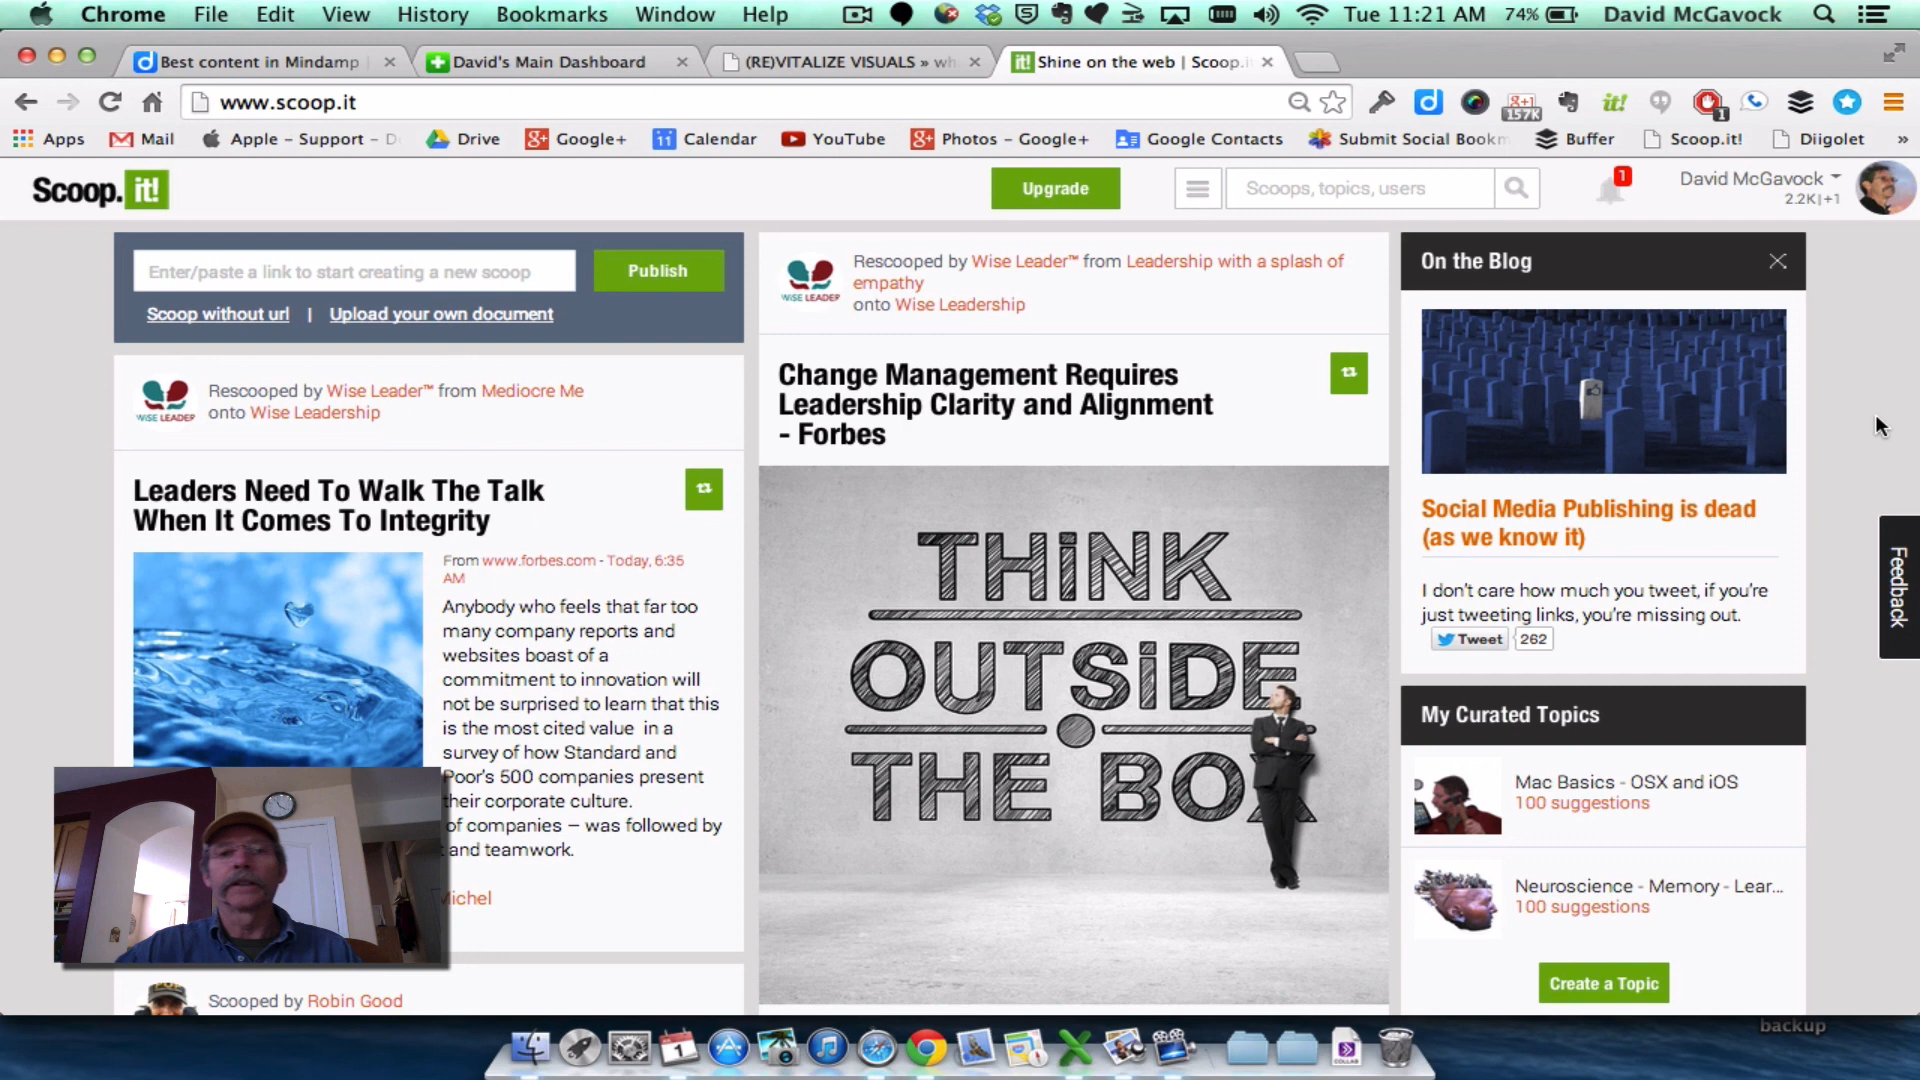 Chrome File Edit View History Bookmarks Window Help Tue 11:21 AM 74% David McGavock
Best content in Mindamp
David's Main Dashboard
(RE)VITALIZE VISUALS » wh
Shine on the web | Scoop.i
www.scoop.it
157K
1
Apps Mail Apple - Support - D Drive Google+ Calendar YouTube Photos - Google+ Google Contacts Submit Social Bookm Buffer Scoop.it! Diigolet »
Scoop.it!
Upgrade
Scoops, topics, users
1
David McGavock
2.2K|+1
Enter/paste a link to start creating a new scoop
Publish
Scoop without url | Upload your own document
WISE LEADER
Rescooped by Wise Leader™ from Mediocre Me
onto Wise Leadership
Leaders Need To Walk The Talk
When It Comes To Integrity
From www.forbes.com - Today, 6:35
AM
Anybody who feels that far too
many company reports and
websites boast of a
commitment to innovation will
not be surprised to learn that this
is the most cited value in a
survey of how Standard and
Poor's 500 companies present
their corporate culture.
of companies – was followed by
and teamwork.
Michel
Scooped by Robin Good
WISE LEADER
Rescooped by Wise Leader™ from Leadership with a splash of
empathy
onto Wise Leadership
Change Management Requires
Leadership Clarity and Alignment
- Forbes
THiNK
OUTSiDE
THE BOX
On the Blog
Social Media Publishing is dead
(as we know it)
I don't care how much you tweet, if you're
just tweeting links, you're missing out.
Tweet 262
My Curated Topics
Mac Basics - OSX and iOS
100 suggestions
Neuroscience - Memory - Lear...
100 suggestions
Create a Topic
Feedback
backup
1
COLLAB